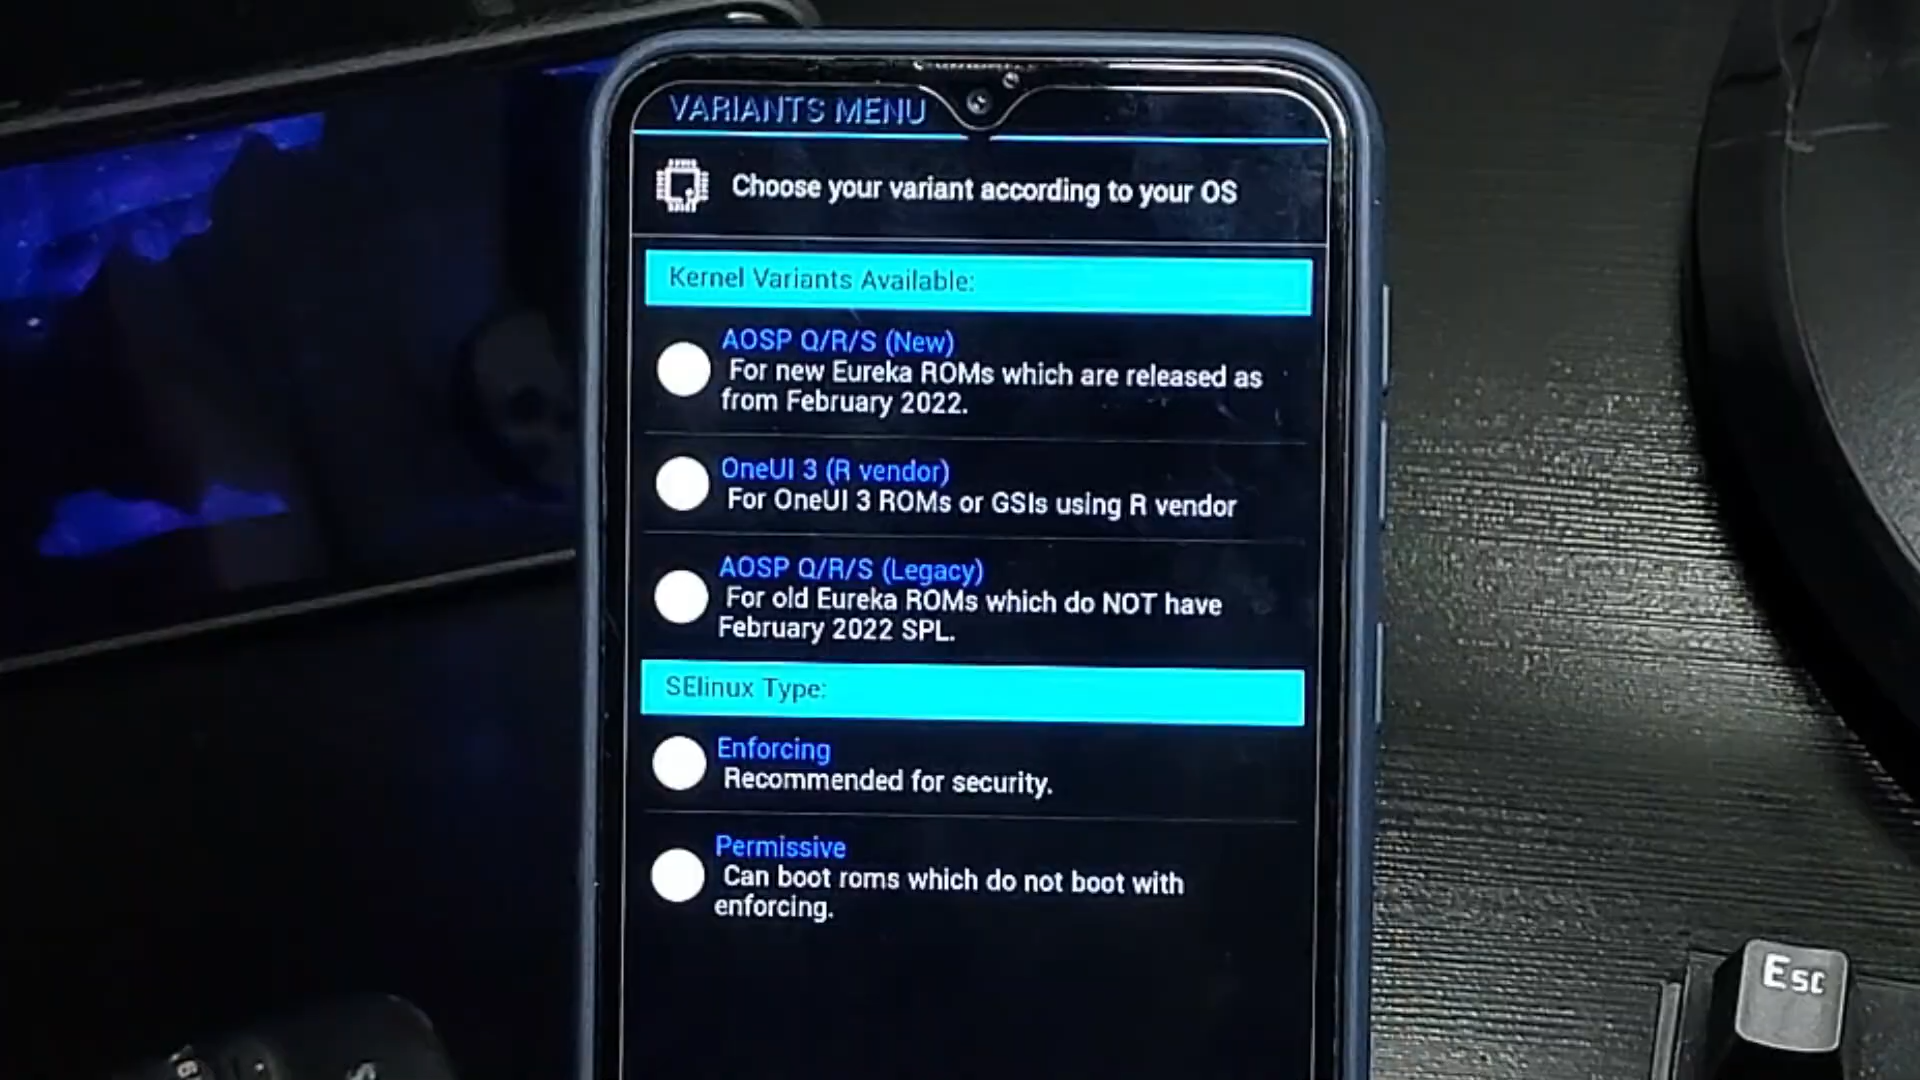 VARIANTS MENU
Choose your variant according to your OS
Kernel Variants Available:
AOSP Q/R/S (New)
For new Eureka ROMs which are released as
from February 2022.
OneUI 3 (R vendor)
For OneUI 3 ROMs or GSIs using R vendor
AOSP Q/R/S (Legacy)
For old Eureka ROMs which do NOT have
February 2022 SPL.
SElinux Type:
Enforcing
Recommended for security.
Permissive
Can boot roms which do not boot with
enforcing.
Esc